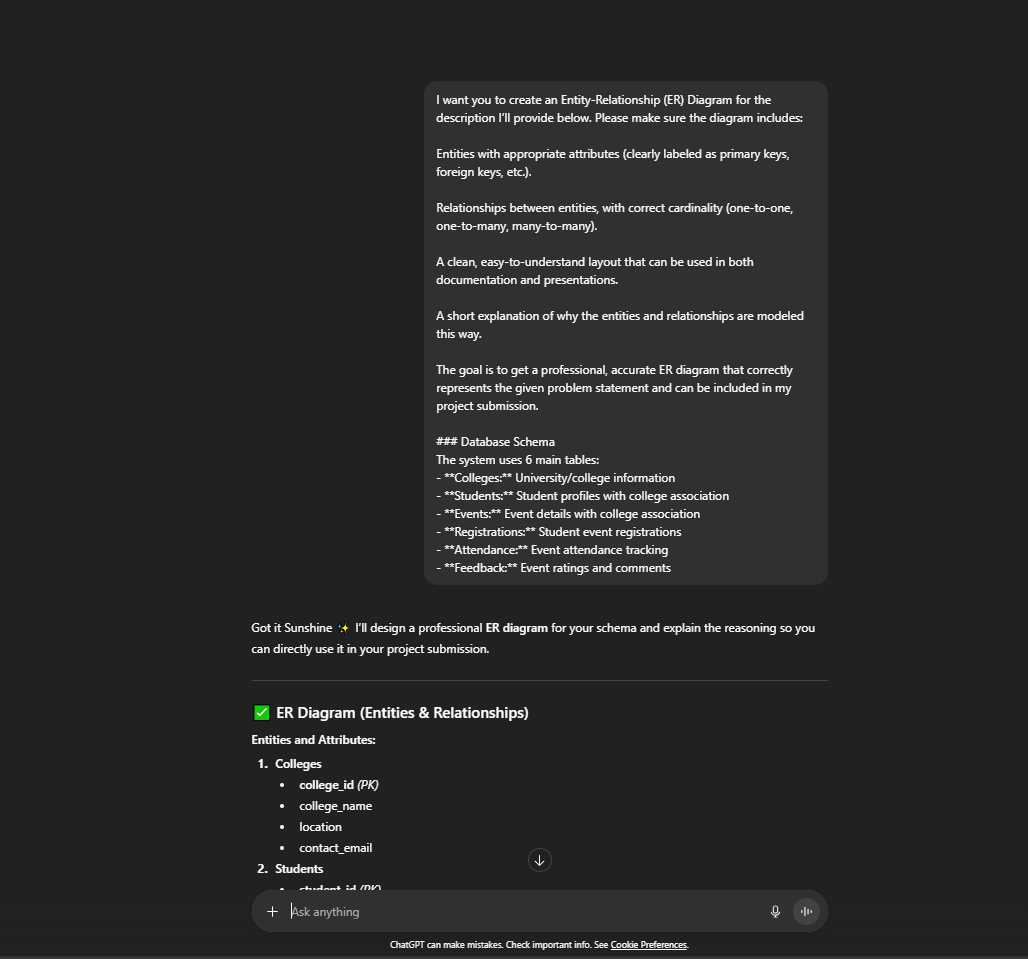 I want you to create an Entity-Relationship (ER) Diagram for the
description I'll provide below. Please make sure the diagram includes:
Entities with appropriate attributes (clearly labeled as primary keys,
foreign keys, etc.).
Relationships between entities, with correct cardinality (one-to-one,
one-to-many, many-to-many).
A clean, easy-to-understand layout that can be used in both
documentation and presentations.
A short explanation of why the entities and relationships are modeled
this way.
The goal is to get a professional, accurate ER diagram that correctly
represents the given problem statement and can be included in my
project submission.
### Database Schema
The system uses 6 main tables:
- **Colleges:** University/college information
- **Students:** Student profiles with college association
- **Events:** Event details with college association
- **Registrations:** Student event registrations
- **Attendance:** Event attendance tracking
- **Feedback:** Event ratings and comments
Got it Sunshine ✨ I'll design a professional ER diagram for your schema and explain the reasoning so you
can directly use it in your project submission.
✅ ER Diagram (Entities & Relationships)
Entities and Attributes:
1. Colleges
• college_id (PK)
• college_name
• location
• contact_email
2. Students
• student_id (PK)
Ask anything
ChatGPT can make mistakes. Check important info. See Cookie Preferences.